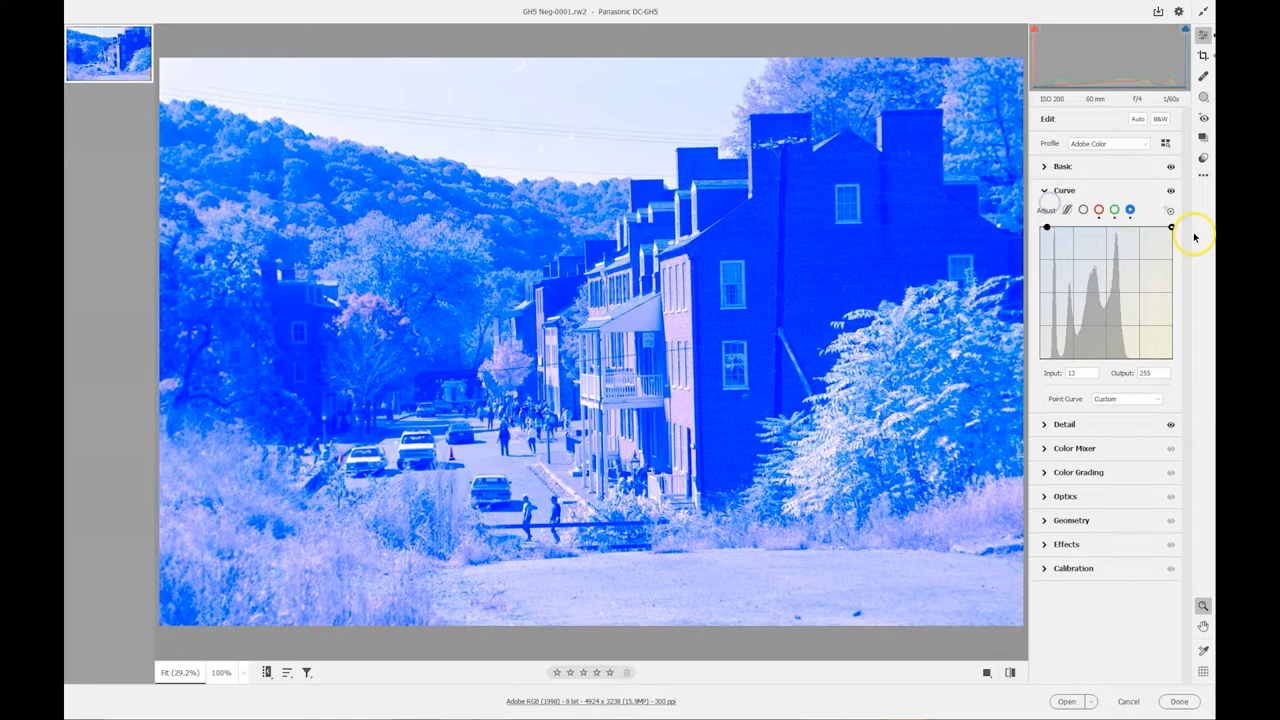 GH5 Neg-0001.rw2 - Panasonic DC-GH5
ISO 200 60 mm f/4 1/60s
Edit Auto B&W
Profile Adobe Color
Basic
Curve
Adjust
Input: 13 Output: 255
Point Curve Custom
Detail
Color Mixer
Color Grading
Optics
Geometry
Effects
Calibration
Fit (29.2%) 100%
Adobe RGB (1998) - 8 bit - 4924 x 3238 (15.9MP) - 300 ppi
Open Cancel Done